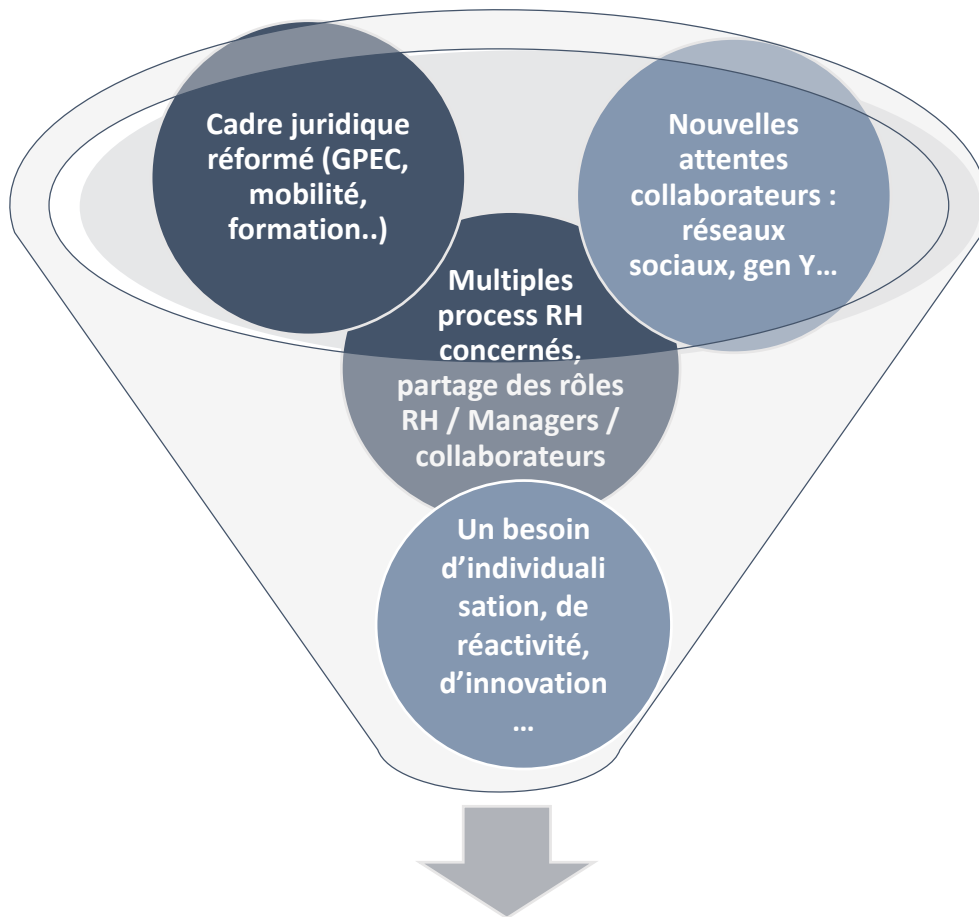 Cadre juridique
réformé (GPEC,
mobilité,
formation..)
Nouvelles
attentes
collaborateurs :
réseaux
sociaux, gen Y…
Multiples
process RH
concernés,
partage des rôles
RH / Managers /
collaborateurs
Un besoin
d’individuali
sation, de
réactivité,
d’innovation
…